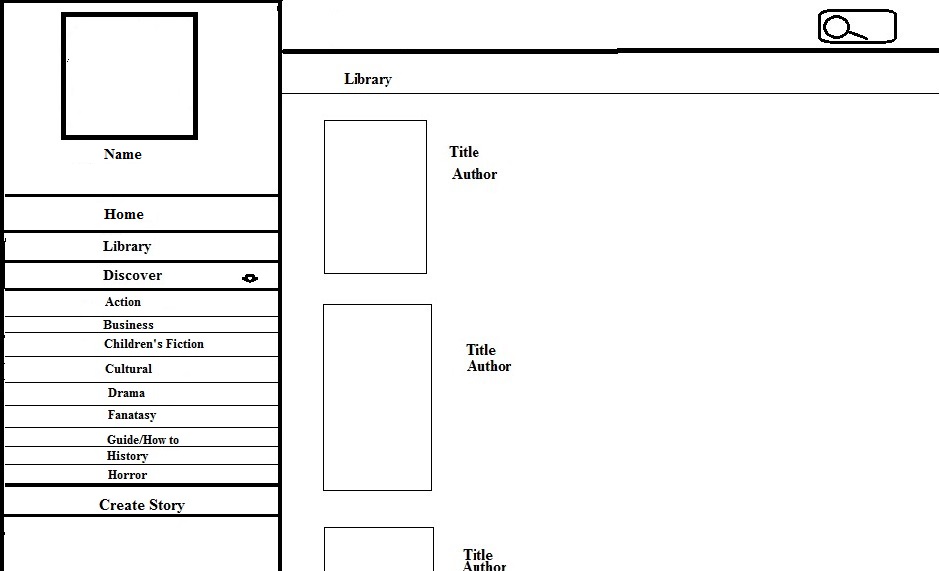 Name
Home
Library
Discover
Action
Business
Children's Fiction
Cultural
Drama
Fanatasy
Guide/How to
History
Horror
Create Story
Library
Title
Author
Title
Author
Title
Author